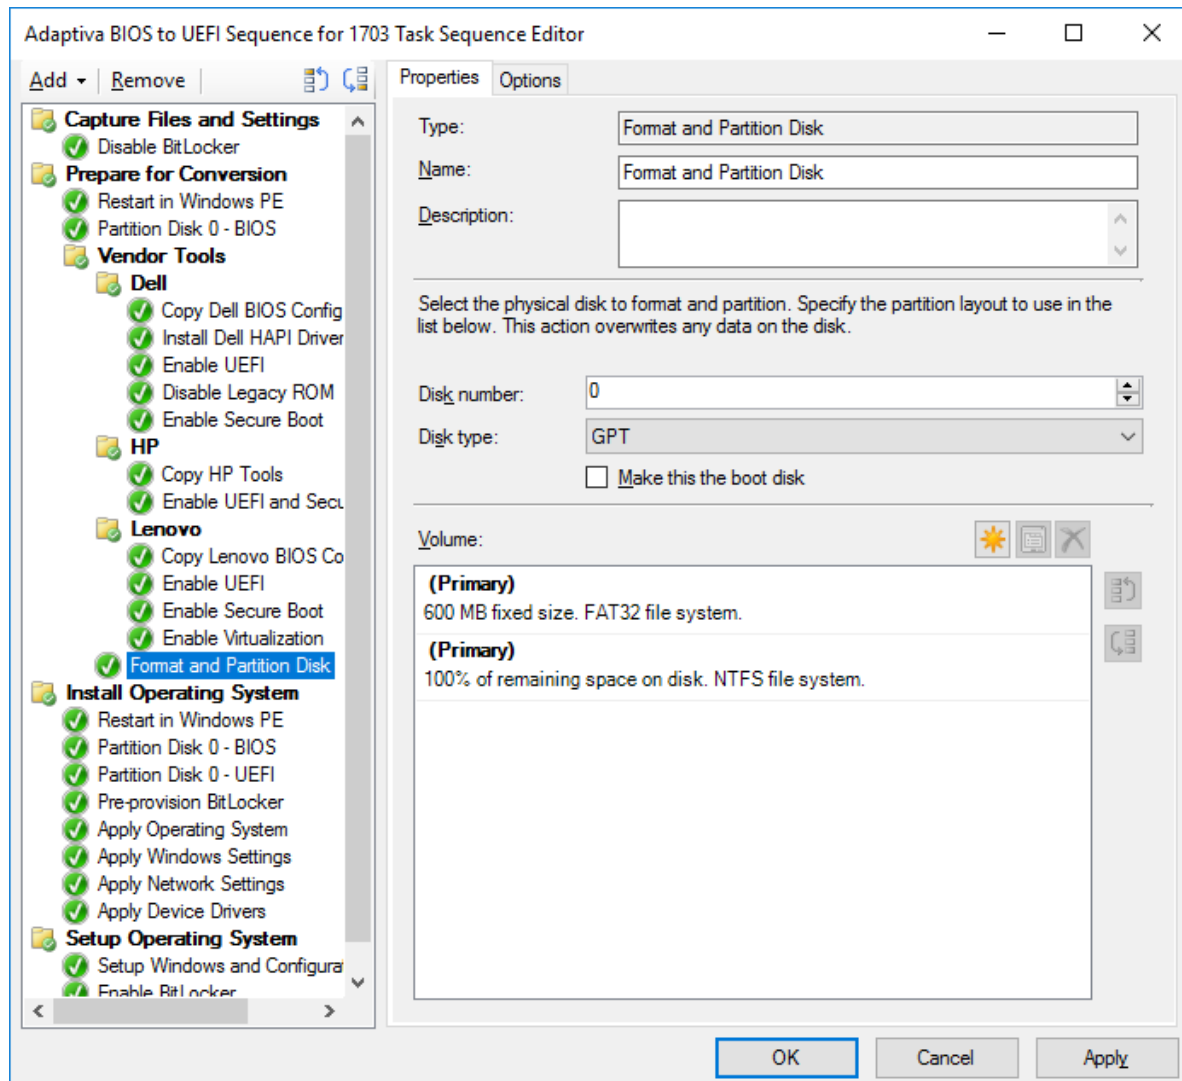 Adaptiva BIOS to UEFI Sequence for 1703 Task Sequence Editor
Add
Remove
Capture Files and Settings
Disable BitLocker
Prepare for Conversion
Restart in Windows PE
Partition Disk 0 - BIOS
Vendor Tools
Dell
Copy Dell BIOS Config
Install Dell HAPI Driver
Enable UEFI
Disable Legacy ROM
Enable Secure Boot
HP
Copy HP Tools
Enable UEFI and Secu
Lenovo
Copy Lenovo BIOS Co
Enable UEFI
Enable Secure Boot
Enable Virtualization
Format and Partition Disk
Install Operating System
Restart in Windows PE
Partition Disk 0 - BIOS
Partition Disk 0 - UEFI
Pre-provision BitLocker
Apply Operating System
Apply Windows Settings
Apply Network Settings
Apply Device Drivers
Setup Operating System
Setup Windows and Configurat
Enable BitLocker
Properties
Options
Type:
Format and Partition Disk
Name:
Format and Partition Disk
Description:
Select the physical disk to format and partition. Specify the partition layout to use in the
list below. This action overwrites any data on the disk.
Disk number:
0
Disk type:
GPT
Make this the boot disk
Volume:
(Primary)
600 MB fixed size. FAT32 file system.
(Primary)
100% of remaining space on disk. NTFS file system.
OK
Cancel
Apply